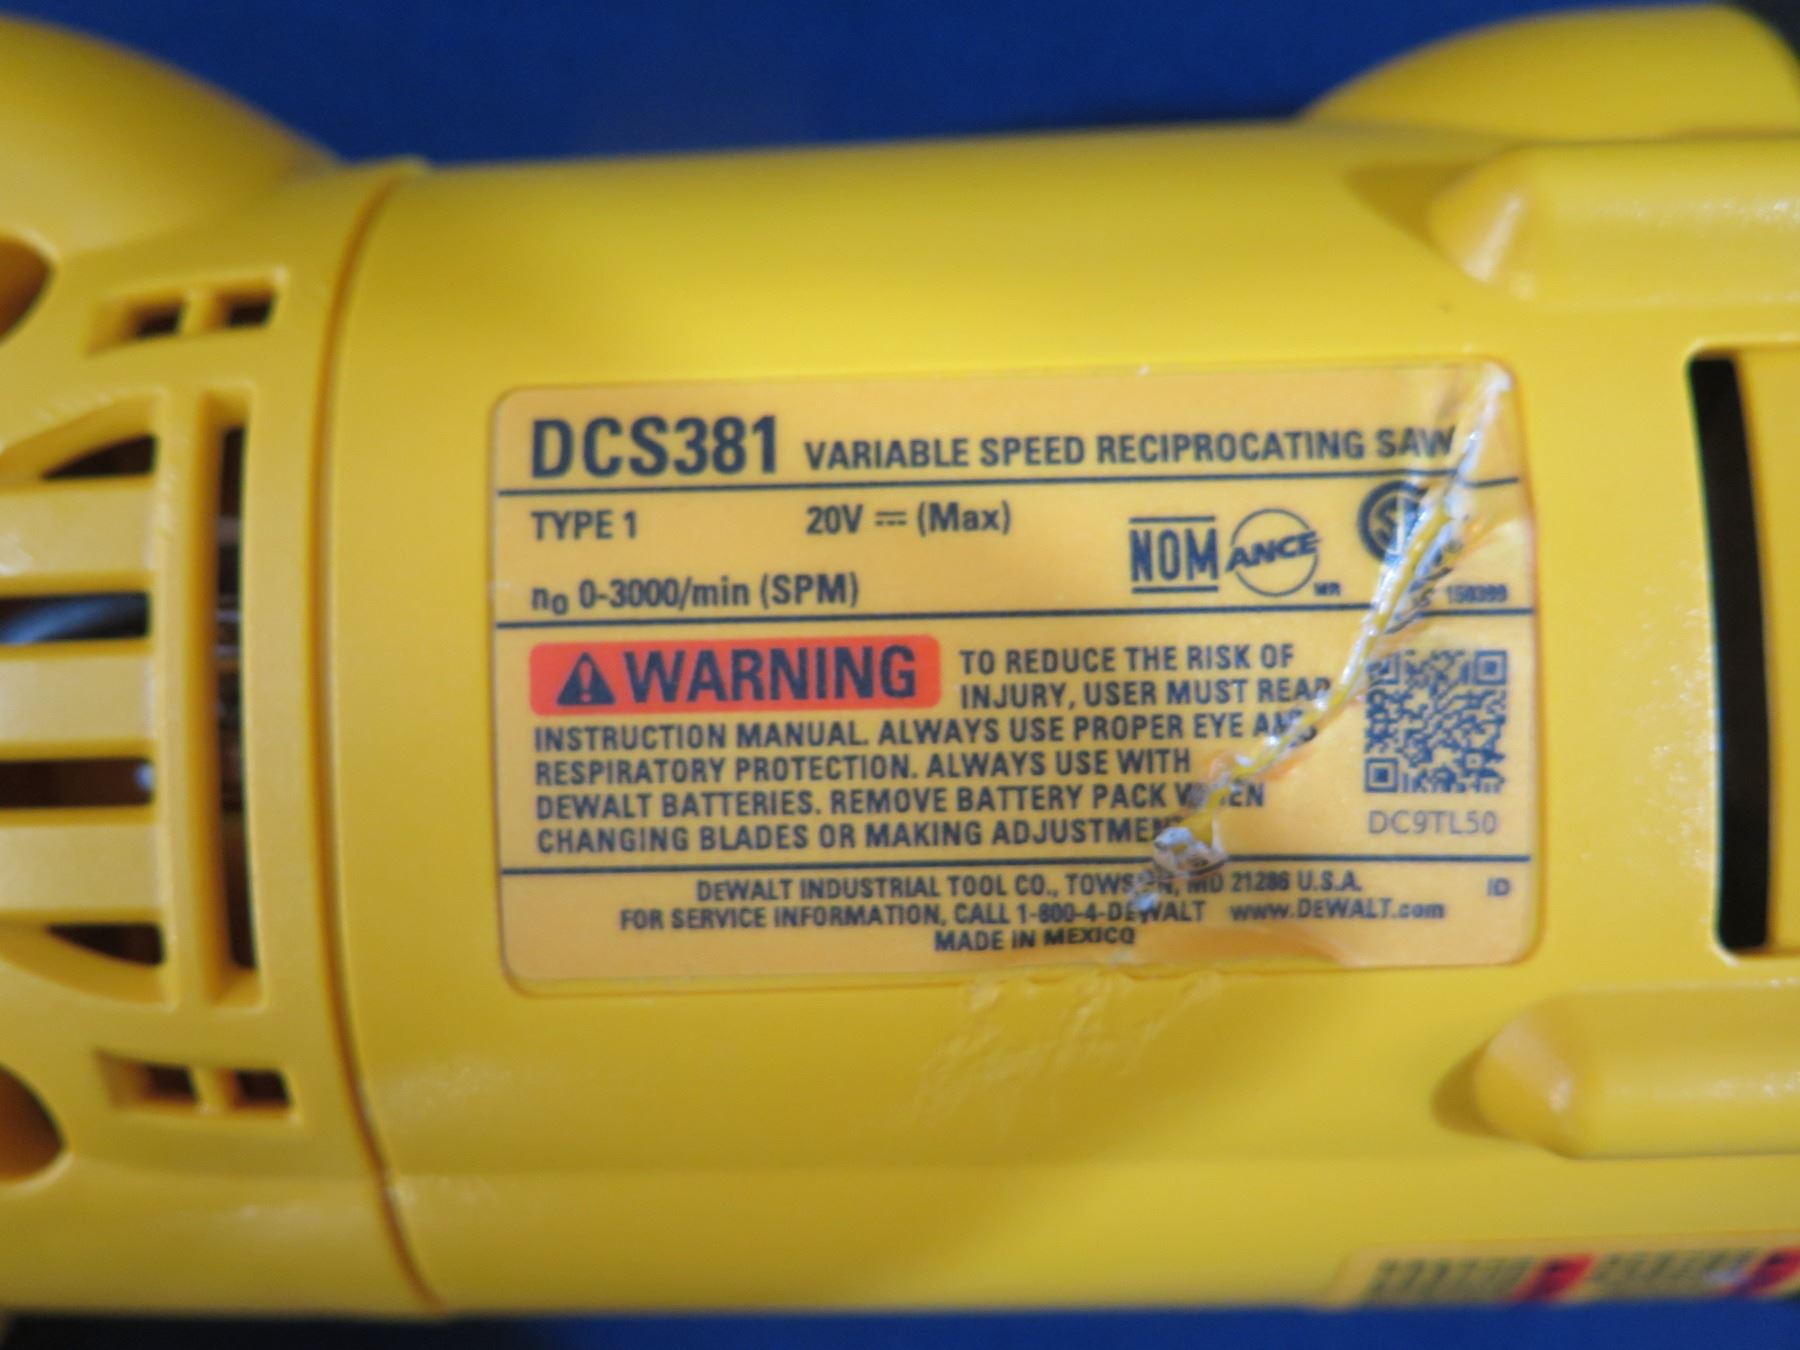 DCS381 VARIABLE SPEED RECIPROCATING SAW
TYPE 1 20V ⎓ (Max)
NOM ANCE
n₀ 0-3000/min (SPM)
MR
WARNING TO REDUCE THE RISK OF
INJURY, USER MUST READ
INSTRUCTION MANUAL. ALWAYS USE PROPER EYE AND
RESPIRATORY PROTECTION. ALWAYS USE WITH
DEWALT BATTERIES. REMOVE BATTERY PACK WHEN
CHANGING BLADES OR MAKING ADJUSTMEN
DC9TL50
DEWALT INDUSTRIAL TOOL CO., TOWSON, MD 21286 U.S.A. ID
FOR SERVICE INFORMATION, CALL 1-800-4-DEWALT www.DEWALT.com
MADE IN MEXICO